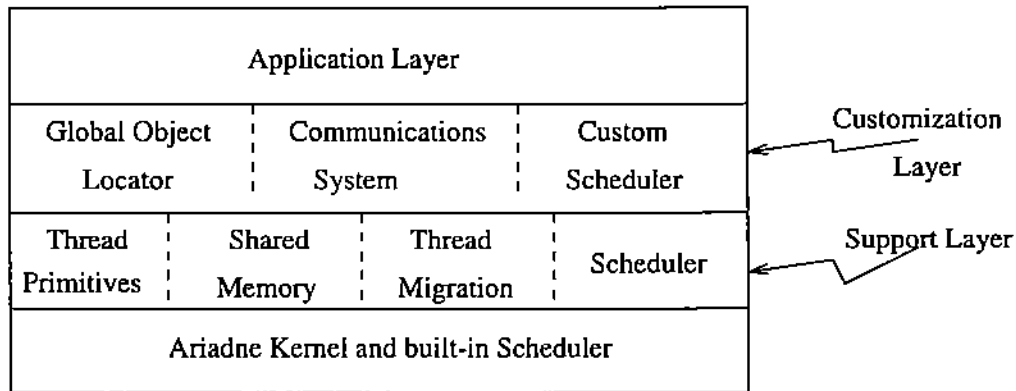 Application Layer
Global Object Communications Custom
Locator System Scheduler
Customization
Layer
Thread Shared Thread
Primitives Memory Migration
Scheduler
Support Layer
Ariadne Kernel and built-in Scheduler